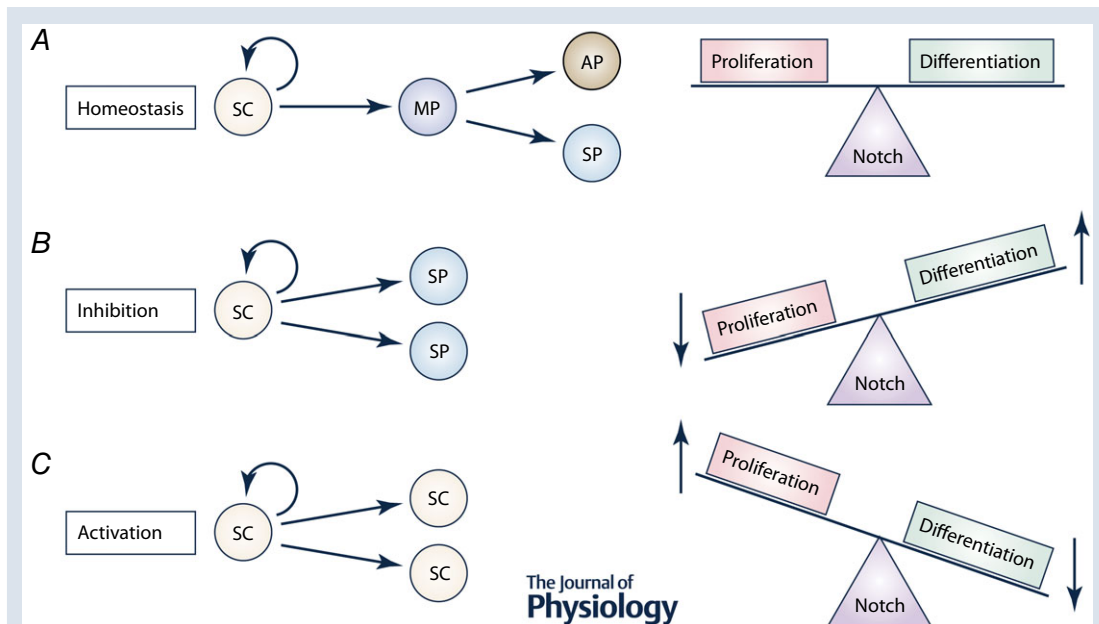 A
Homeostasis
SC
MP
AP
SP
Proliferation
Differentiation
Notch
B
Inhibition
SC
SP
SP
Proliferation
Differentiation
Notch
C
Activation
SC
SC
SC
Proliferation
Differentiation
Notch
The Journal of
Physiology